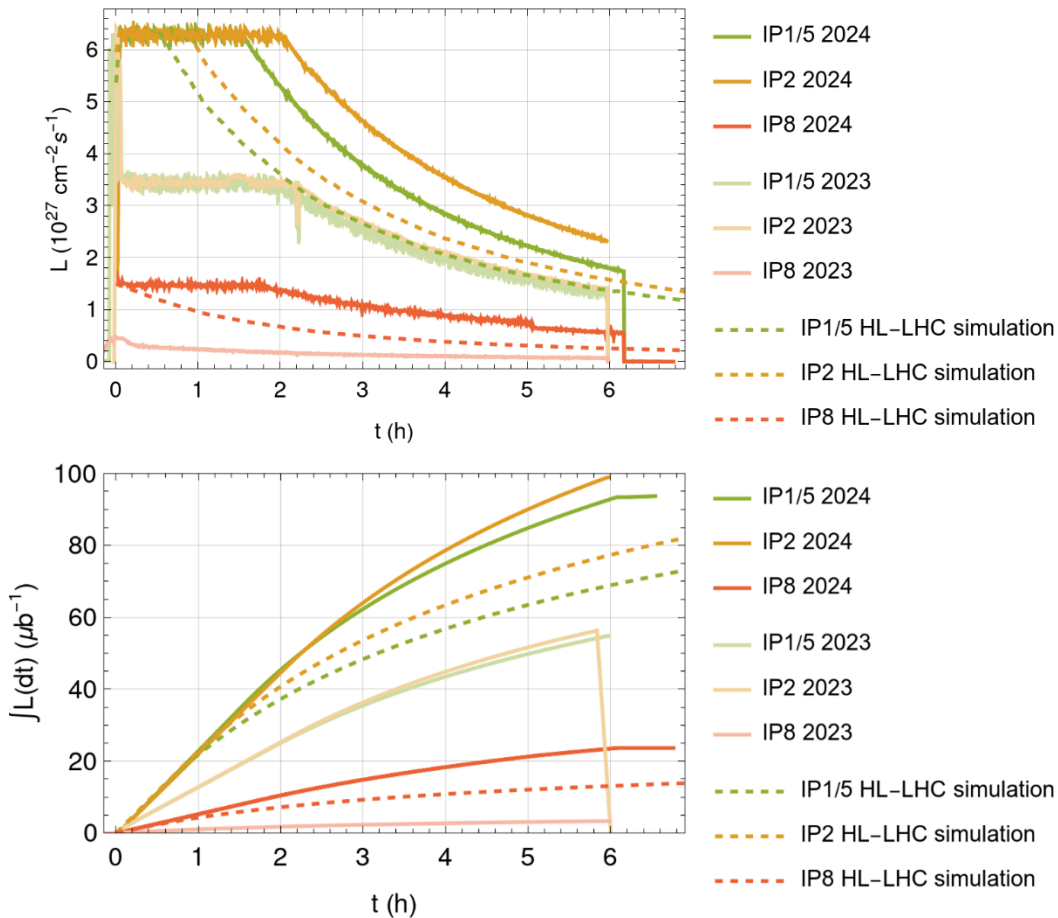 L (10²⁷ cm⁻² s⁻¹)
6
5
4
3
2
1
0
0 1 2 3 4 5 6
t (h)
IP1/5 2024
IP2 2024
IP8 2024
IP1/5 2023
IP2 2023
IP8 2023
IP1/5 HL−LHC simulation
IP2 HL−LHC simulation
IP8 HL−LHC simulation
∫L(dt) (μb⁻¹)
100
80
60
40
20
0
0 1 2 3 4 5 6
t (h)
IP1/5 2024
IP2 2024
IP8 2024
IP1/5 2023
IP2 2023
IP8 2023
IP1/5 HL−LHC simulation
IP2 HL−LHC simulation
IP8 HL−LHC simulation